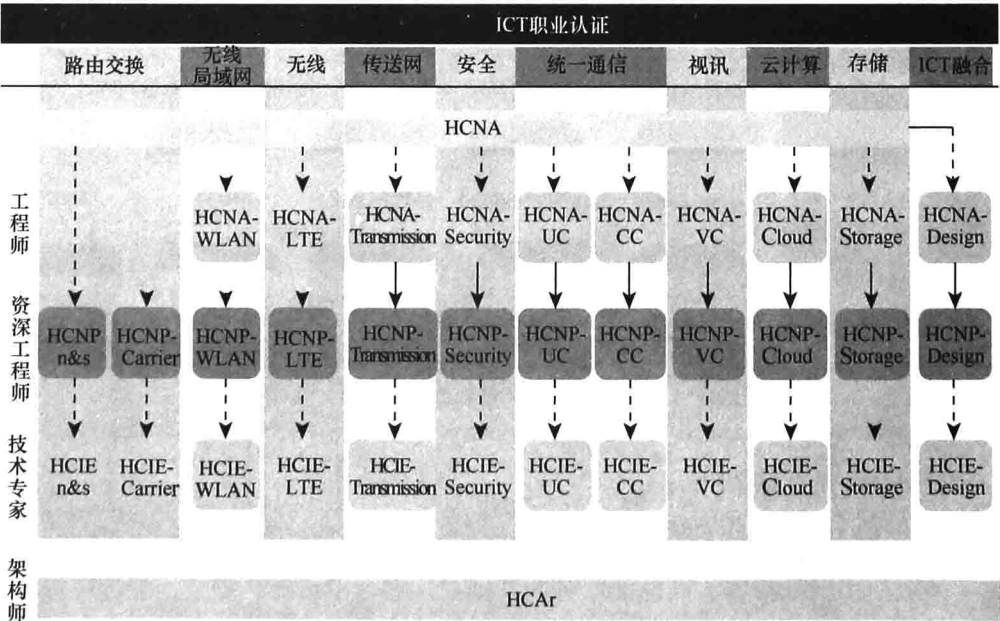 ICT职业认证
路由交换 无线局域网 无线 传送网 安全 统一通信 视讯 云计算 存储 ICT融合
HCNA
工程师
HCNA- HCNA- HCNA- HCNA- HCNA- HCNA- HCNA- HCNA- HCNA- HCNA-
WLAN LTE Transmission Security UC CC VC Cloud Storage Design
资深工程师
HCNP HCNP- HCNP- HCNP- HCNP- HCNP- HCNP- HCNP- HCNP- HCNP- HCNP- HCNP-
n&s Carrier WLAN LTE Transmission Security UC CC VC Cloud Storage Design
技术专家
HCIE HCIE- HCIE- HCIE- HCIE- HCIE- HCIE- HCIE- HCIE- HCIE- HCIE- HCIE-
n&s Carrier WLAN LTE Transmission Security UC CC VC Cloud Storage Design
架构师
HCAr